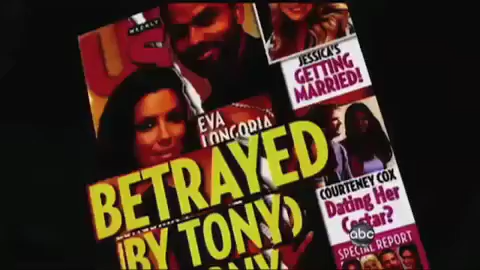 US
WEEKLY
JESSICA'S
GETTING
MARRIED!
EVA
LONGORIA
BETRAYED
BY TONY
COURTENEY COX
Dating Her
Costar?
abc
SPECIAL REPORT